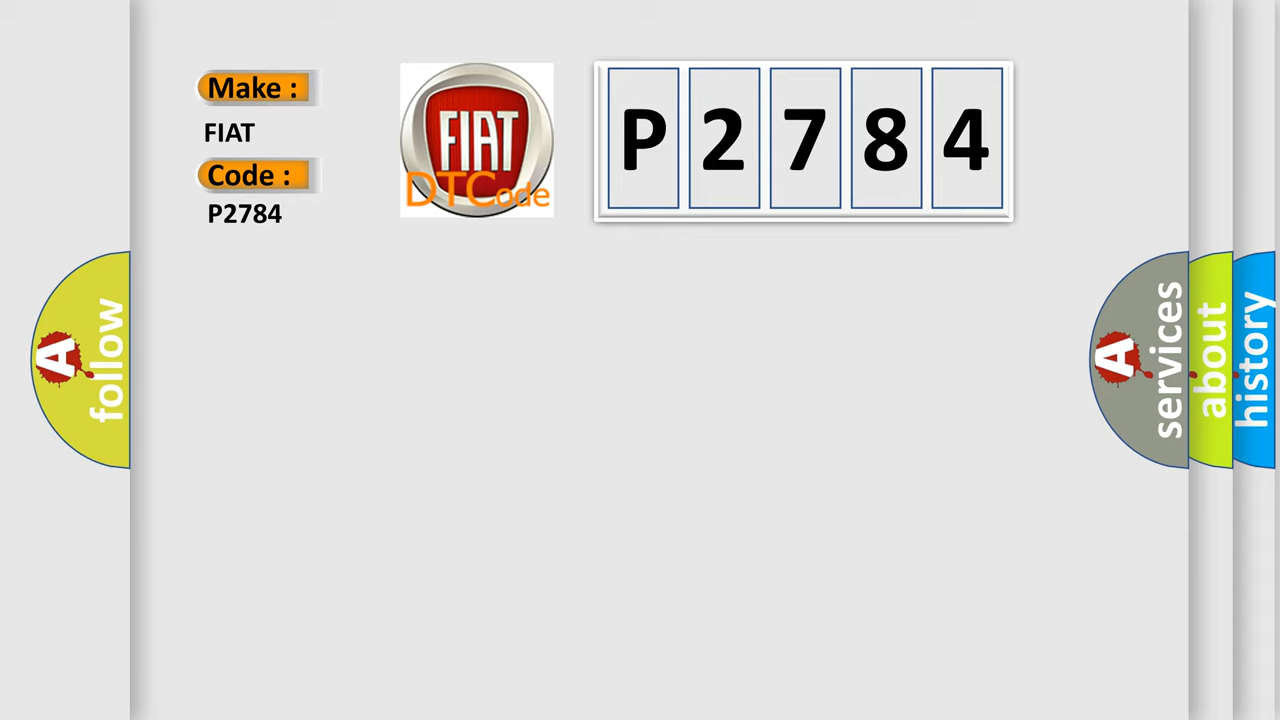 Make :
FIAT
Code :
P2784
FIAT
DTCode
P 2 7 8 4
A follow
A services
about
history